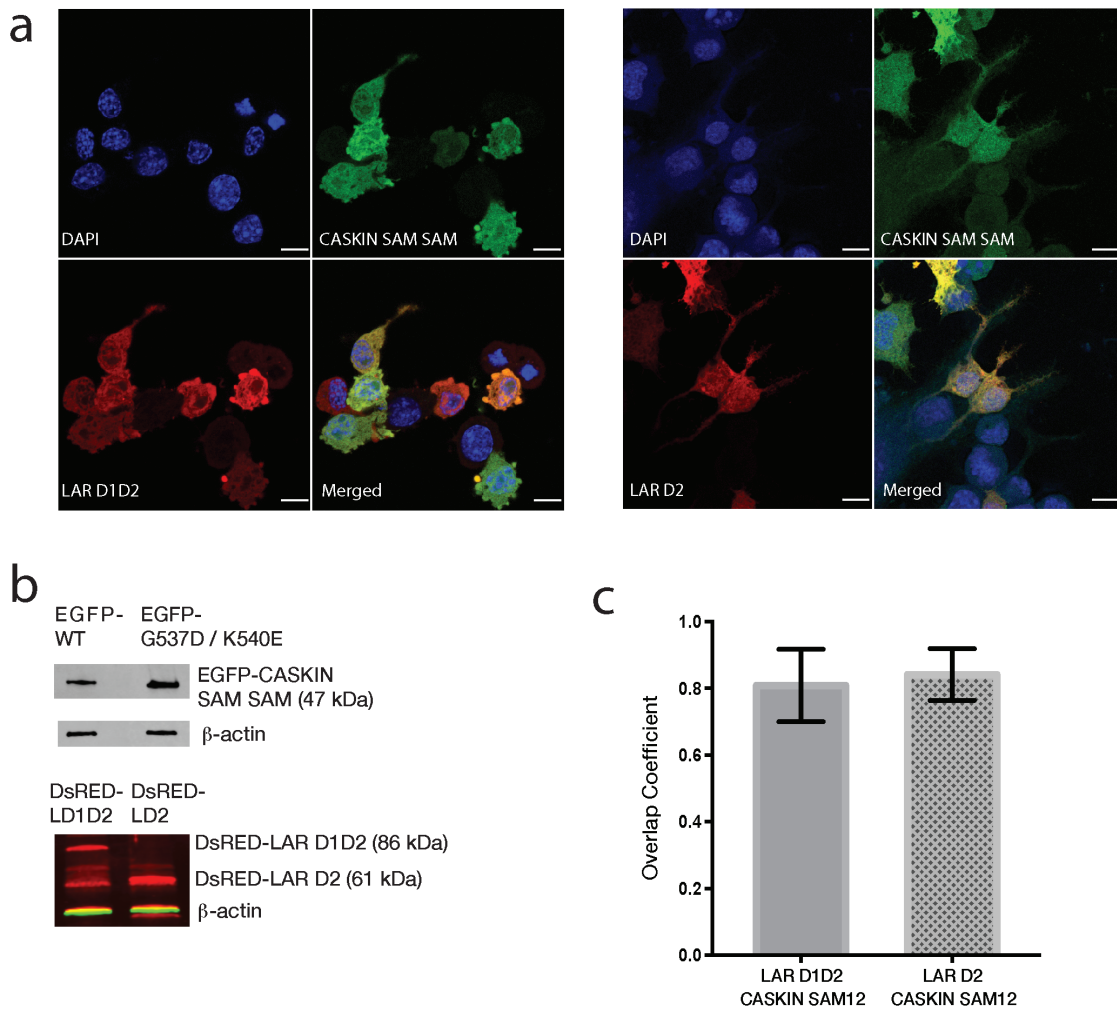 a
DAPI
CASKIN SAM SAM
LAR D1D2
Merged
DAPI
CASKIN SAM SAM
LAR D2
Merged
b
EGFP-
WT
EGFP-
G537D / K540E
EGFP-CASKIN
SAM SAM (47 kDa)
β-actin
DsRED-
LD1D2
DsRED-
LD2
DsRED-LAR D1D2 (86 kDa)
DsRED-LAR D2 (61 kDa)
β-actin
c
Overlap Coefficient
1.0
0.8
0.6
0.4
0.2
0.0
LAR D1D2
CASKIN SAM12
LAR D2
CASKIN SAM12